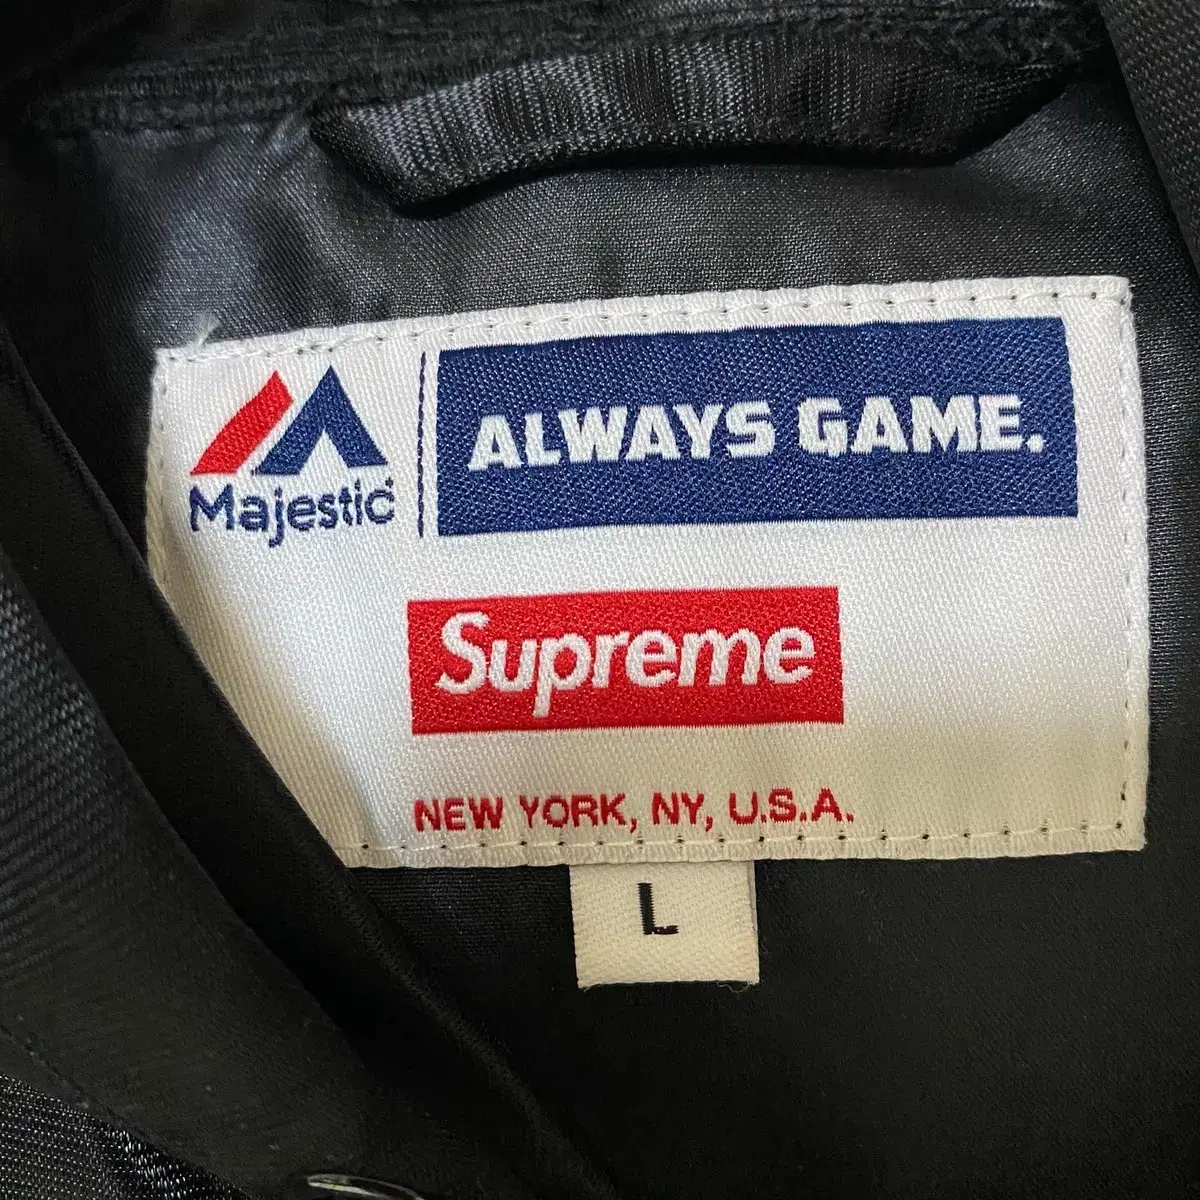 Majestic
ALWAYS GAME.
Supreme
NEW YORK, NY, U.S.A.
L